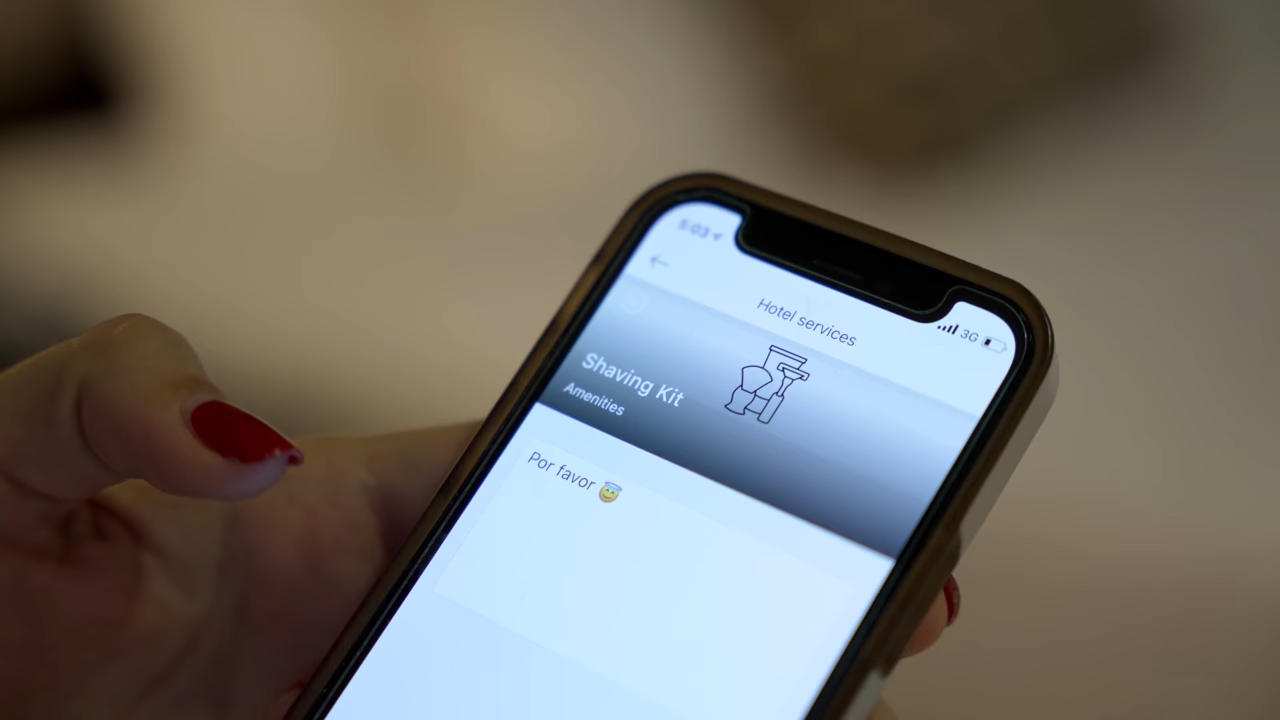 5:03
Hotel services
3G
Shaving Kit
Amenities
Por favor 😇